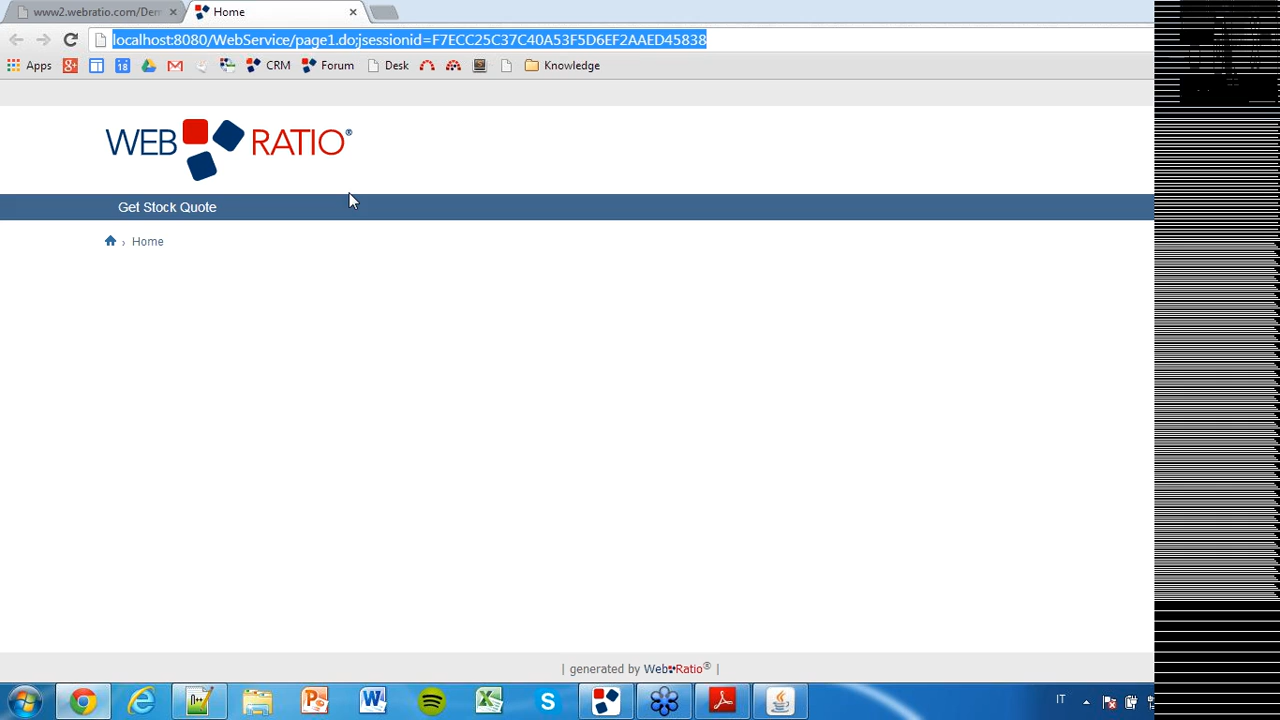 www2.webratio.com/Dem
Home
localhost:8080/WebService/page1.do;jsessionid=F7ECC25C37C40A53F5D6EF2AAED45838
Apps
18
CRM
Forum
Desk
Knowledge
WEB RATIO®
Get Stock Quote
› Home
| generated by WebRatio® |
IT